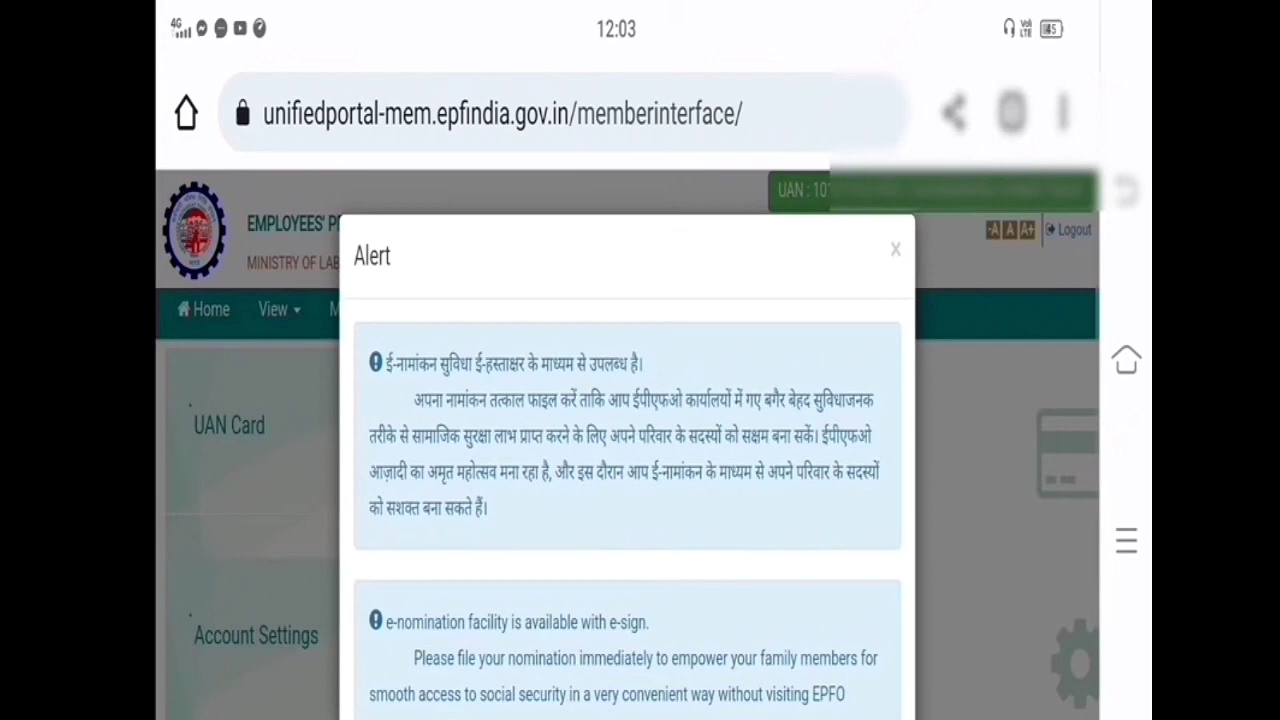 4G
12:03
Vo) LTE
45
unifiedportal-mem.epfindia.gov.in/memberinterface/
UAN : 10
EMPLOYEES' P
MINISTRY OF LAB
-A A A+ Logout
Home View M
Alert x
ई-नामांकन सुविधा ई-हस्ताक्षर के माध्यम से उपलब्ध है।
अपना नामांकन तत्काल फाइल करें ताकि आप ईपीएफओ कार्यालयों में गए बगैर बेहद सुविधाजनक
तरीके से सामाजिक सुरक्षा लाभ प्राप्त करने के लिए अपने परिवार के सदस्यों को सक्षम बना सकें। ईपीएफओ
आज़ादी का अमृत महोत्सव मना रहा है, और इस दौरान आप ई-नामांकन के माध्यम से अपने परिवार के सदस्यों
को सशक्त बना सकते हैं।
UAN Card
e-nomination facility is available with e-sign.
Please file your nomination immediately to empower your family members for
smooth access to social security in a very convenient way without visiting EPFO
Account Settings